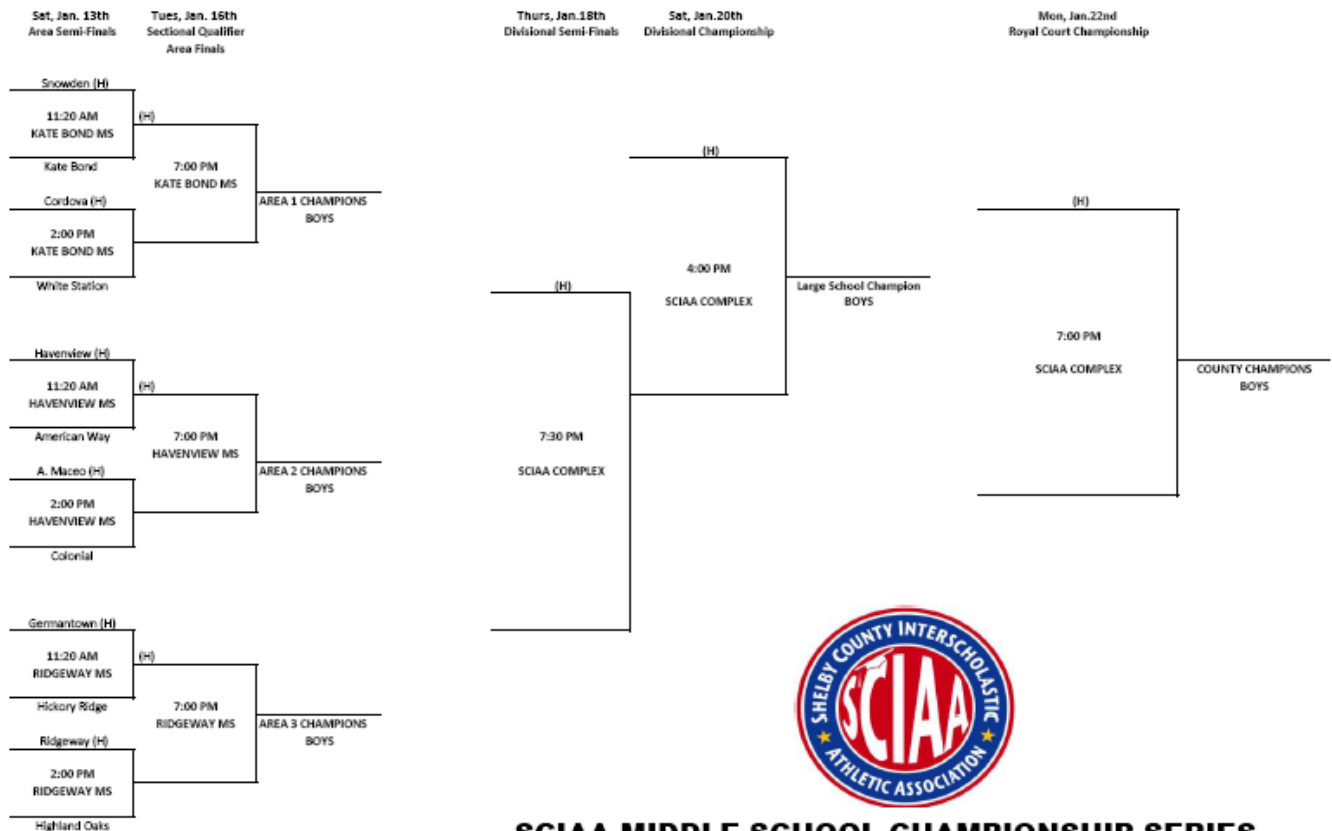 Sat, Jan. 13th
Area Semi-Finals
Tues, Jan. 16th
Sectional Qualifier
Area Finals
Thurs, Jan.18th
Divisional Semi-Finals
Sat, Jan.20th
Divisional Championship
Mon, Jan.22nd
Royal Court Championship
Snowden (H)
11:20 AM
KATE BOND MS
Kate Bond
(H)
7:00 PM
KATE BOND MS
Cordova (H)
2:00 PM
KATE BOND MS
White Station
AREA 1 CHAMPIONS
BOYS
Havenview (H)
11:20 AM
HAVENVIEW MS
American Way
(H)
7:00 PM
HAVENVIEW MS
A. Maceo (H)
2:00 PM
HAVENVIEW MS
Colonial
AREA 2 CHAMPIONS
BOYS
Germantown (H)
11:20 AM
RIDGEWAY MS
Hickory Ridge
(H)
7:00 PM
RIDGEWAY MS
Ridgeway (H)
2:00 PM
RIDGEWAY MS
Highland Oaks
AREA 3 CHAMPIONS
BOYS
(H)
7:30 PM
SCIAA COMPLEX
(H)
4:00 PM
SCIAA COMPLEX
Large School Champion
BOYS
(H)
7:00 PM
SCIAA COMPLEX
COUNTY CHAMPIONS
BOYS
SHELBY COUNTY INTERSCHOLASTIC
SCIAA
ATHLETIC ASSOCIATION
SCIAA MIDDLE SCHOOL CHAMPIONSHIP SERIES